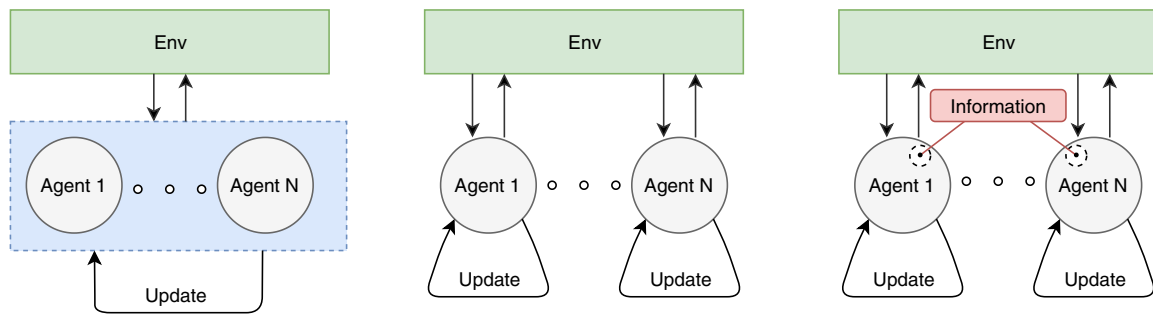 Env
Agent 1
Agent N
Update
Env
Agent 1
Agent N
Update
Update
Env
Information
Agent 1
Agent N
Update
Update